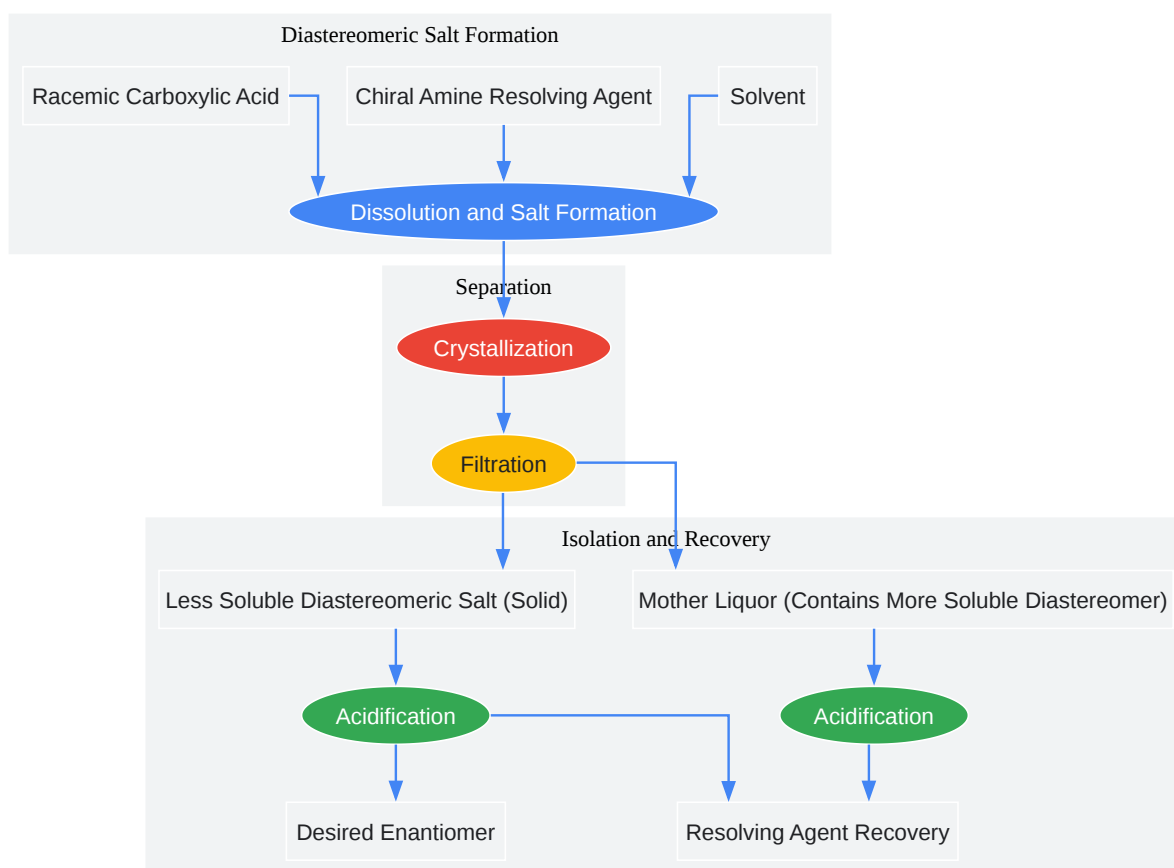 Diastereomeric Salt Formation
Racemic Carboxylic Acid
Chiral Amine Resolving Agent
Solvent
Dissolution and Salt Formation
Separation
Crystallization
Filtration
Isolation and Recovery
Less Soluble Diastereomeric Salt (Solid)
Mother Liquor (Contains More Soluble Diastereomer)
Acidification
Acidification
Desired Enantiomer
Resolving Agent Recovery